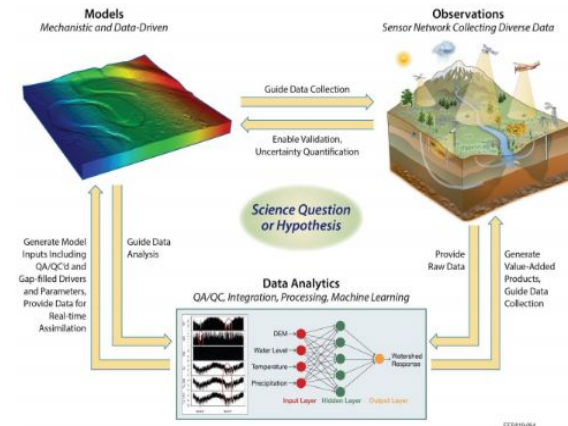 Models
Mechanistic and Data-Driven
Observations
Sensor Network Collecting Diverse Data
Guide Data Collection
Enable Validation,
Uncertainty Quantification
Science Question
or Hypothesis
Generate Model
Inputs Including
QA/QC'd and
Gap-filled Drivers
and Parameters,
Provide Data for
Real-time
Assimilation
Guide Data
Analysis
Provide
Raw Data
Generate
Value-Added
Products,
Guide Data
Collection
Data Analytics
QA/QC, Integration, Processing, Machine Learning
DEM
Water Level
Temperature
Precipitation
Watershed
Response
Input Layer
Hidden Layer
Output Layer